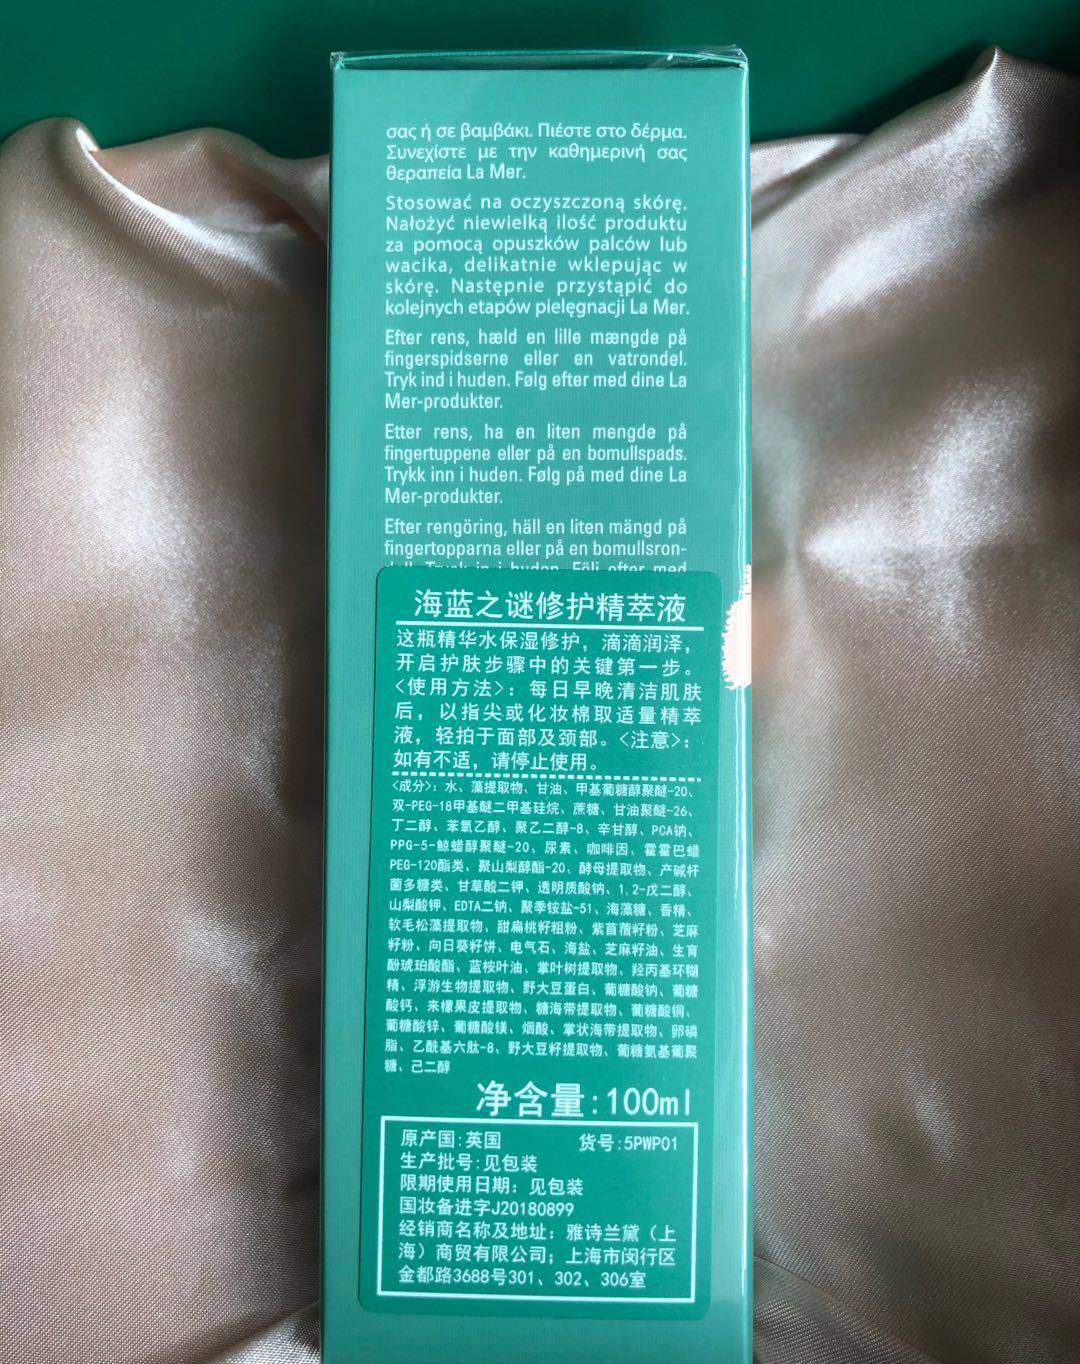 σας ή σε βαμβάκι. Πιέστε στο δέρμα.
Συνεχίστε με την καθημερινή σας
θεραπεία La Mer.
Stosować na oczyszczoną skórę.
Nałożyć niewielką ilość produktu
za pomocą opuszków palców lub
wacika, delikatnie wklepując w
skórę. Następnie przystąpić do
kolejnych etapów pielęgnacji La Mer.
Efter rens, hæld en lille mængde på
fingerspidserne eller en vatrondel.
Tryk ind i huden. Følg efter med dine La
Mer-produkter.
Etter rens, ha en liten mengde på
fingertuppene eller på en bomullspads.
Trykk inn i huden. Følg på med dine La
Mer-produkter.
Efter rengöring, häll en liten mängd på
fingertopparna eller på en bomullsron-
海蓝之谜修护精萃液
这瓶精华水保湿修护，滴滴润泽，
开启护肤步骤中的关键第一步。
<使用方法>：每日早晚清洁肌肤
后，以指尖或化妆棉取适量精萃
液，轻拍于面部及颈部。<注意>：
如有不适，请停止使用。
<成分>：水、藻提取物、甘油、甲基葡糖醇聚醚-20、
双-PEG-18甲基醚二甲基硅烷、蔗糖、甘油聚醚-26、
丁二醇、苯氧乙醇、聚乙二醇-8、辛甘醇、PCA钠、
PPG-5-鲸蜡醇聚醚-20、尿素、咖啡因、霍霍巴蜡
PEG-120酯类、聚山梨醇酯-20、酵母提取物、产碱杆
菌多糖类、甘草酸二钾、透明质酸钠、1,2-戊二醇、
山梨酸钾、EDTA二钠、聚季铵盐-51、海藻糖、香精、
软毛松藻提取物、甜扁桃籽粗粉、紫苜蓿籽粉、芝麻
籽粉、向日葵籽饼、电气石、海盐、芝麻籽油、生育
酚琥珀酸酯、蓝桉叶油、掌叶树提取物、羟丙基环糊
精、浮游生物提取物、野大豆蛋白、葡糖酸钠、葡糖
酸钙、来檬果皮提取物、糖海带提取物、葡糖酸铜、
葡糖酸锌、葡糖酸镁、烟酸、掌状海带提取物、卵磷
脂、乙酰基六肽-8、野大豆籽提取物、葡糖氨基葡聚
糖、己二醇
净含量:100ml
原产国:英国 货号:5PWP01
生产批号:见包装
限期使用日期：见包装
国妆备进字J20180899
经销商名称及地址：雅诗兰黛（上
海）商贸有限公司；上海市闵行区
金都路3688号301、302、306室